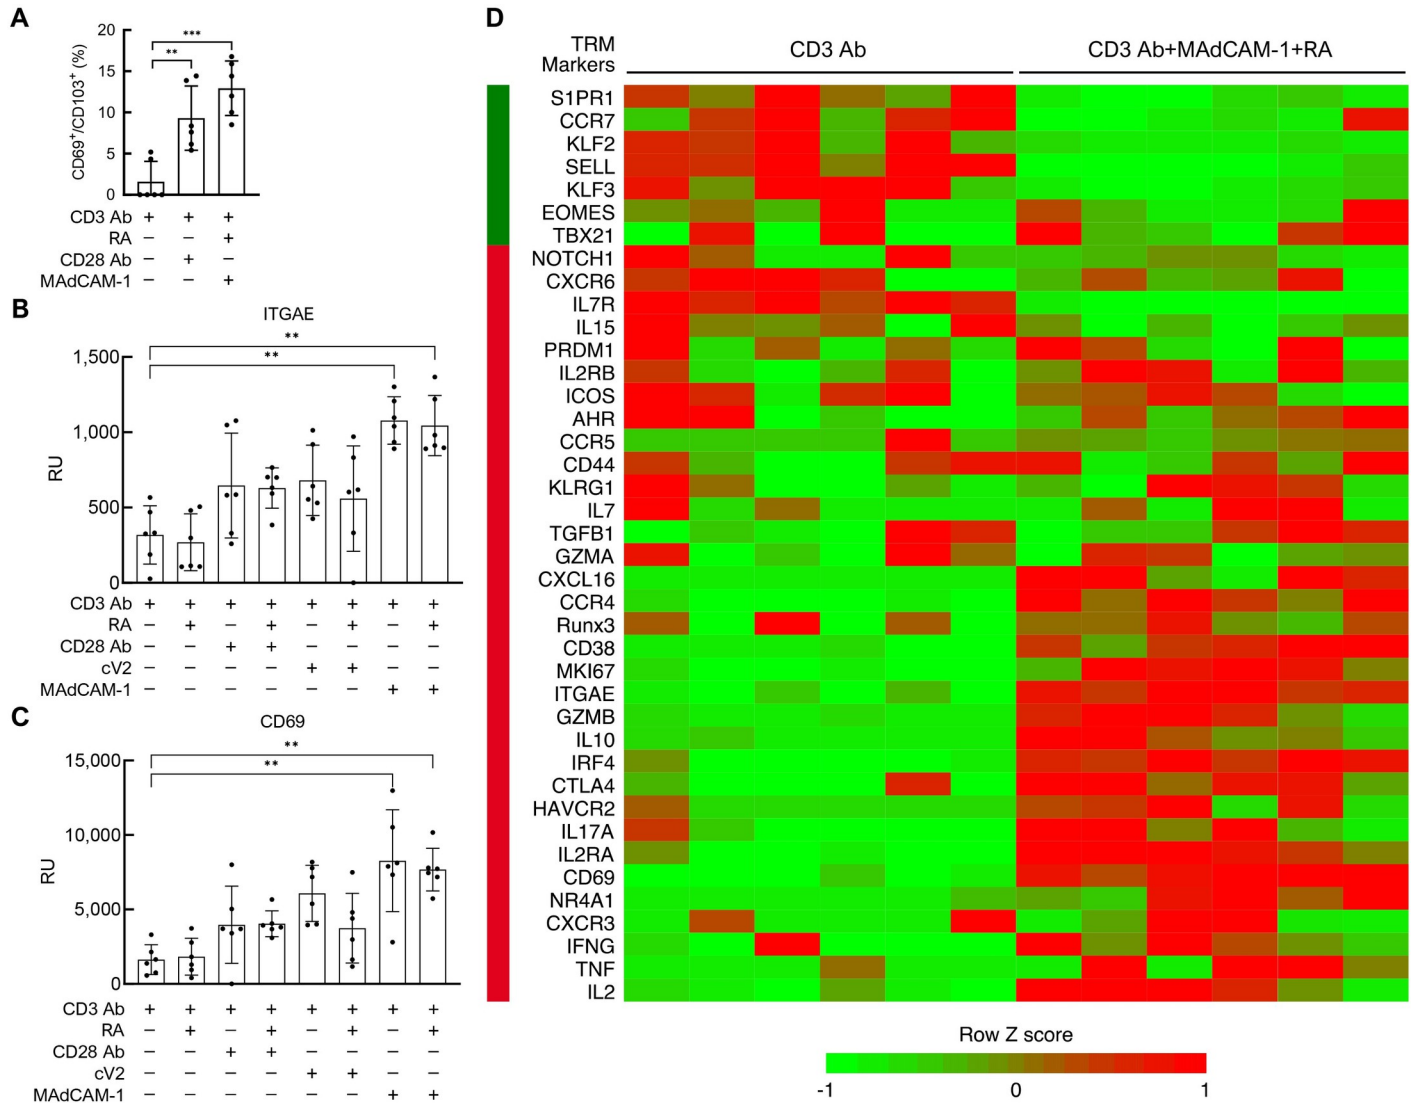 A
CD69+/CD103+ (%)
20
15
10
5
0
***
**
CD3 Ab + + +
RA − − +
CD28 Ab − + −
MAdCAM-1 − − +
B
ITGAE
RU
1,500
1,000
500
0
**
**
CD3 Ab + + + + + + + +
RA − + − + − + − +
CD28 Ab − − + + − − − −
cV2 − − − − + + − −
MAdCAM-1 − − − − − − + +
C
CD69
RU
15,000
10,000
5,000
0
**
**
CD3 Ab + + + + + + + +
RA − + − + − + − +
CD28 Ab − − + + − − − −
cV2 − − − − + + − −
MAdCAM-1 − − − − − − + +
D
TRM
Markers
CD3 Ab
CD3 Ab+MAdCAM-1+RA
S1PR1
CCR7
KLF2
SELL
KLF3
EOMES
TBX21
NOTCH1
CXCR6
IL7R
IL15
PRDM1
IL2RB
ICOS
AHR
CCR5
CD44
KLRG1
IL7
TGFB1
GZMA
CXCL16
CCR4
Runx3
CD38
MKI67
ITGAE
GZMB
IL10
IRF4
CTLA4
HAVCR2
IL17A
IL2RA
CD69
NR4A1
CXCR3
IFNG
TNF
IL2
Row Z score
-1 0 1